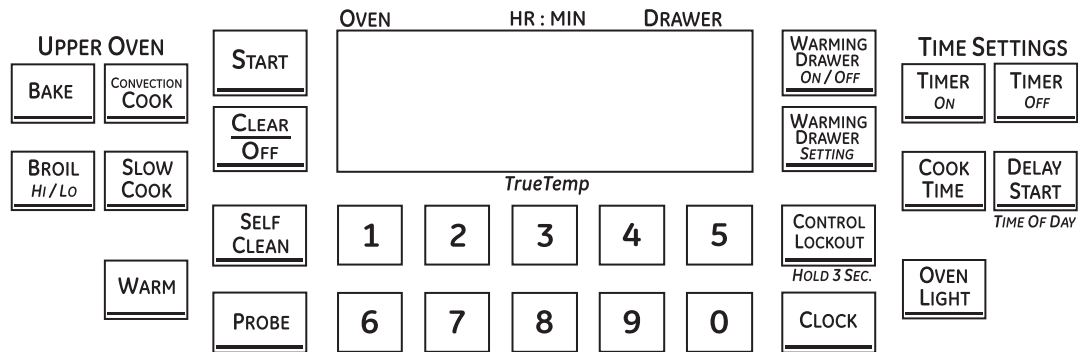 UPPER OVEN
BAKE
CONVECTION
COOK
BROIL
HI / LO
SLOW
COOK
WARM
START
CLEAR
OFF
SELF
CLEAN
PROBE
OVEN
HR : MIN
DRAWER
TrueTemp
1 2 3 4 5
6 7 8 9 0
WARMING
DRAWER
ON / OFF
WARMING
DRAWER
SETTING
CONTROL
LOCKOUT
HOLD 3 SEC.
CLOCK
TIME SETTINGS
TIMER
ON
TIMER
OFF
COOK
TIME
DELAY
START
TIME OF DAY
OVEN
LIGHT